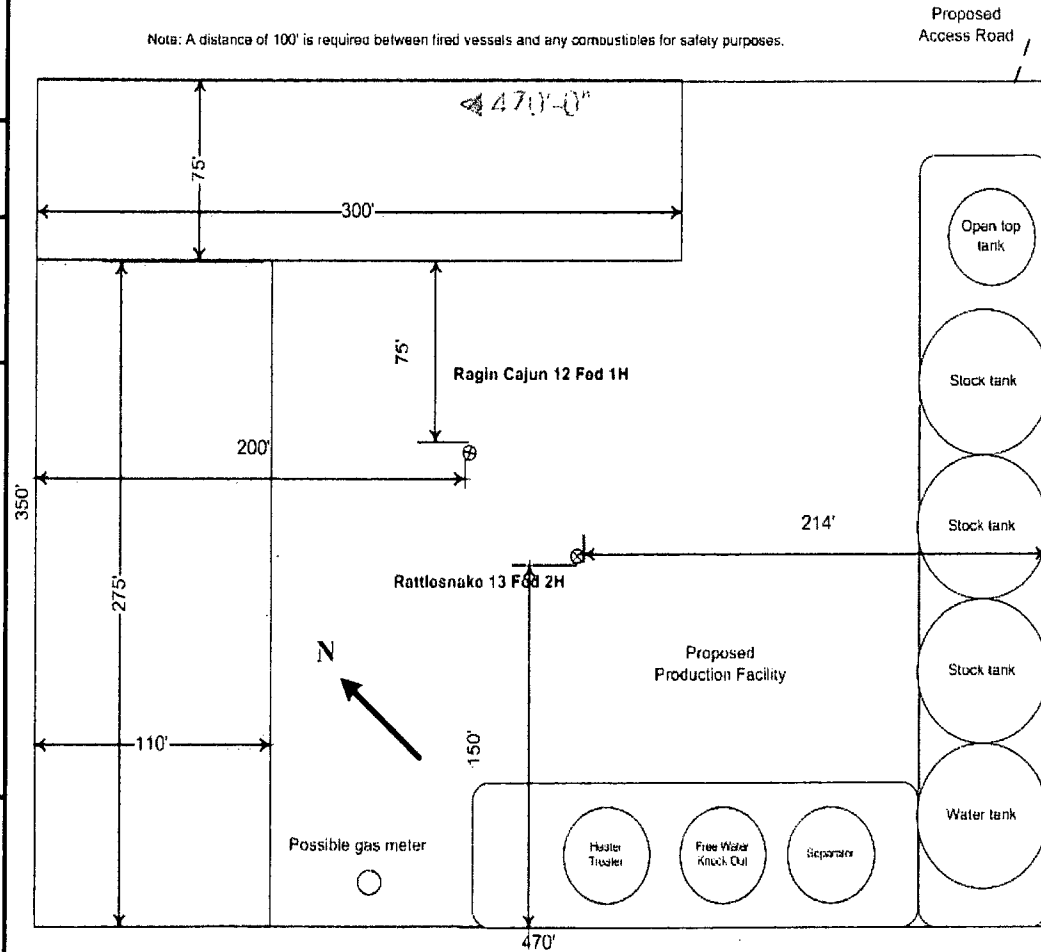 Proposed
Access Road
Note: A distance of 100' is required between fired vessels and any combustibles for safety purposes.
470'-0"
75'
300'
Open top
tank
75'
Ragin Cajun 12 Fed 1H
Stock tank
200'
350'
214'
Stock tank
275'
Rattlesnake 13 Fed 2H
N
Proposed
Production Facility
Stock tank
110'
150'
Possible gas meter
Heater
Treater
Free Water
Knock Out
Separator
Water tank
470'